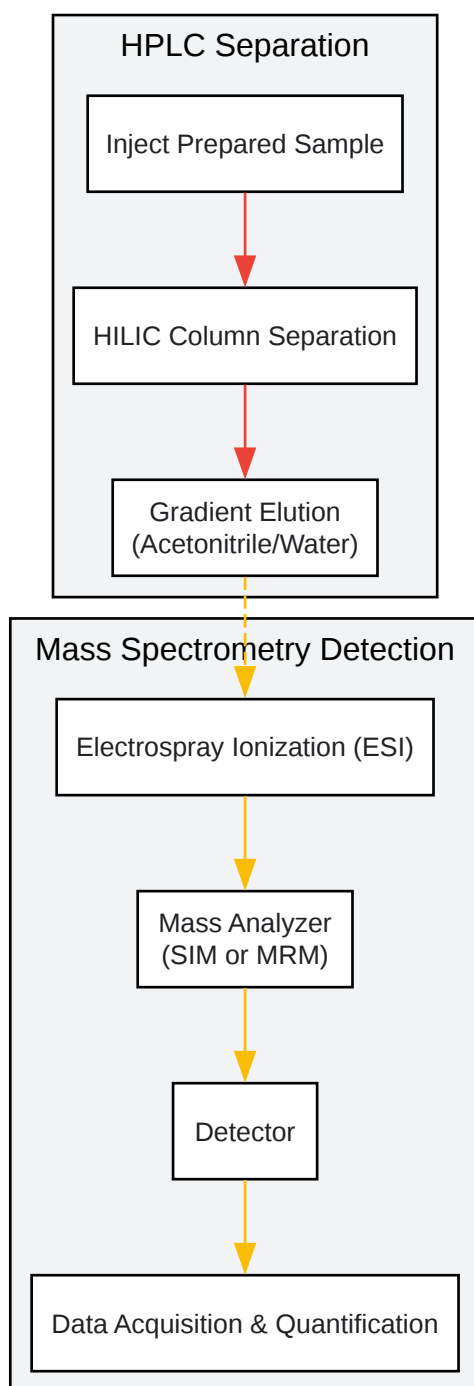 HPLC Separation
Inject Prepared Sample
HILIC Column Separation
Gradient Elution
(Acetonitrile/Water)
Mass Spectrometry Detection
Electrospray Ionization (ESI)
Mass Analyzer
(SIM or MRM)
Detector
Data Acquisition & Quantification